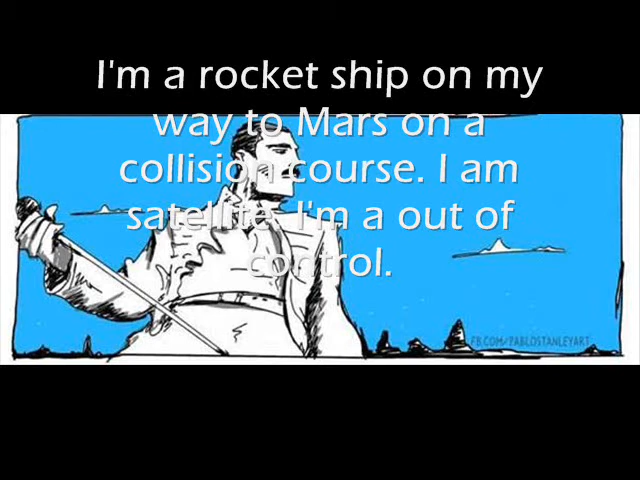 I'm a rocket ship on my
way to Mars on a
collision course. I am
satellite. I'm a out of
control.
FB.COM/PABLOSTANLEYART